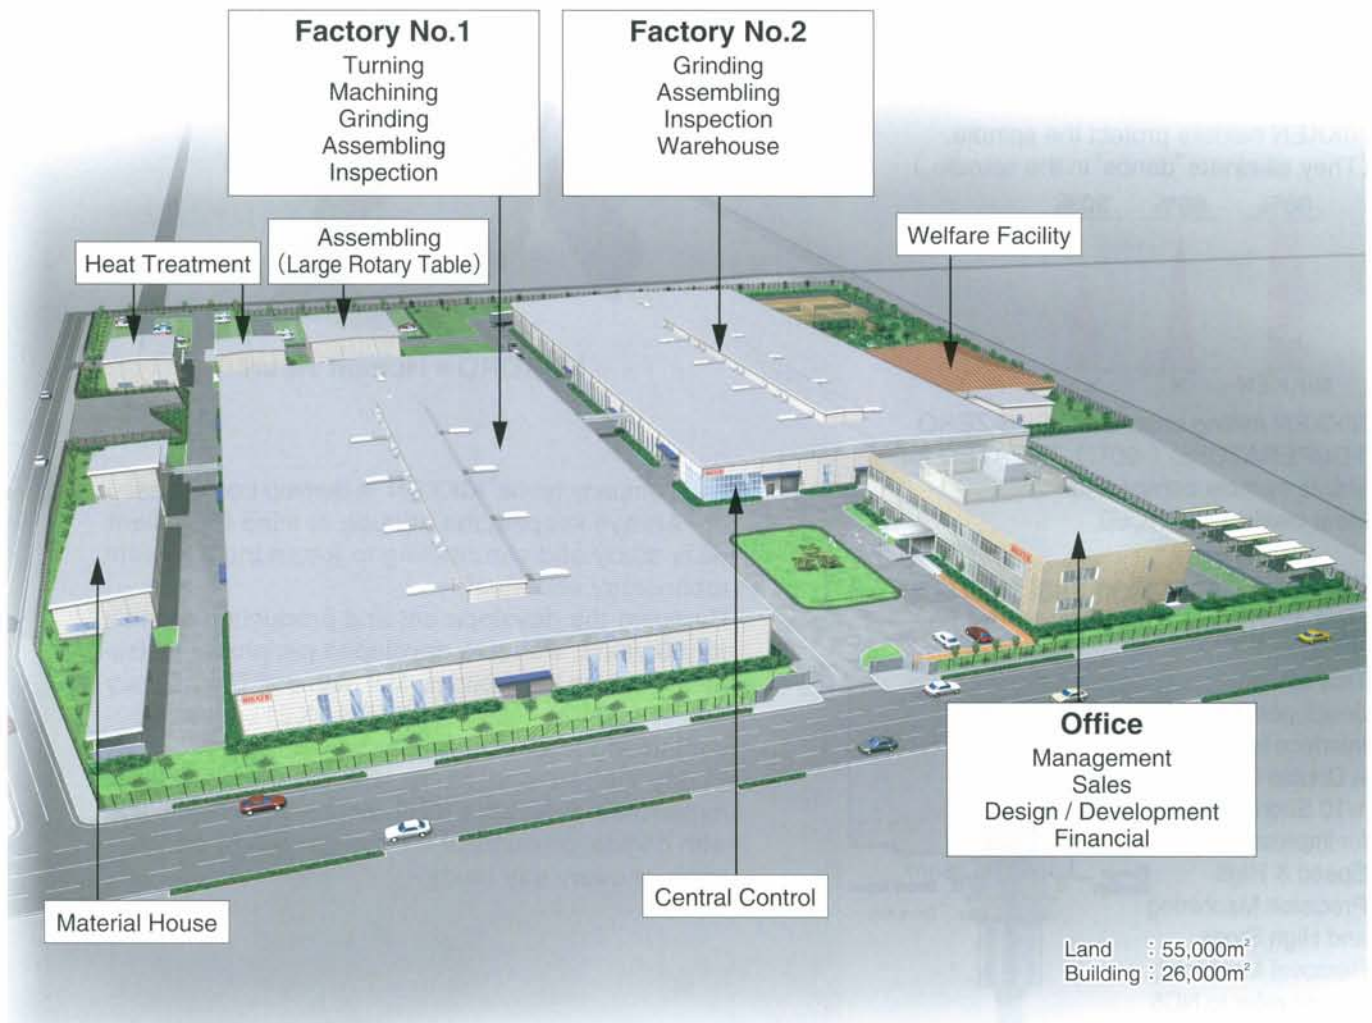 Factory No.1
Turning
Machining
Grinding
Assembling
Inspection
Factory No.2
Grinding
Assembling
Inspection
Warehouse
Heat Treatment
Assembling
(Large Rotary Table)
Welfare Facility
Office
Management
Sales
Design / Development
Financial
Central Control
Material House
Land : 55,000m²
Building : 26,000m²